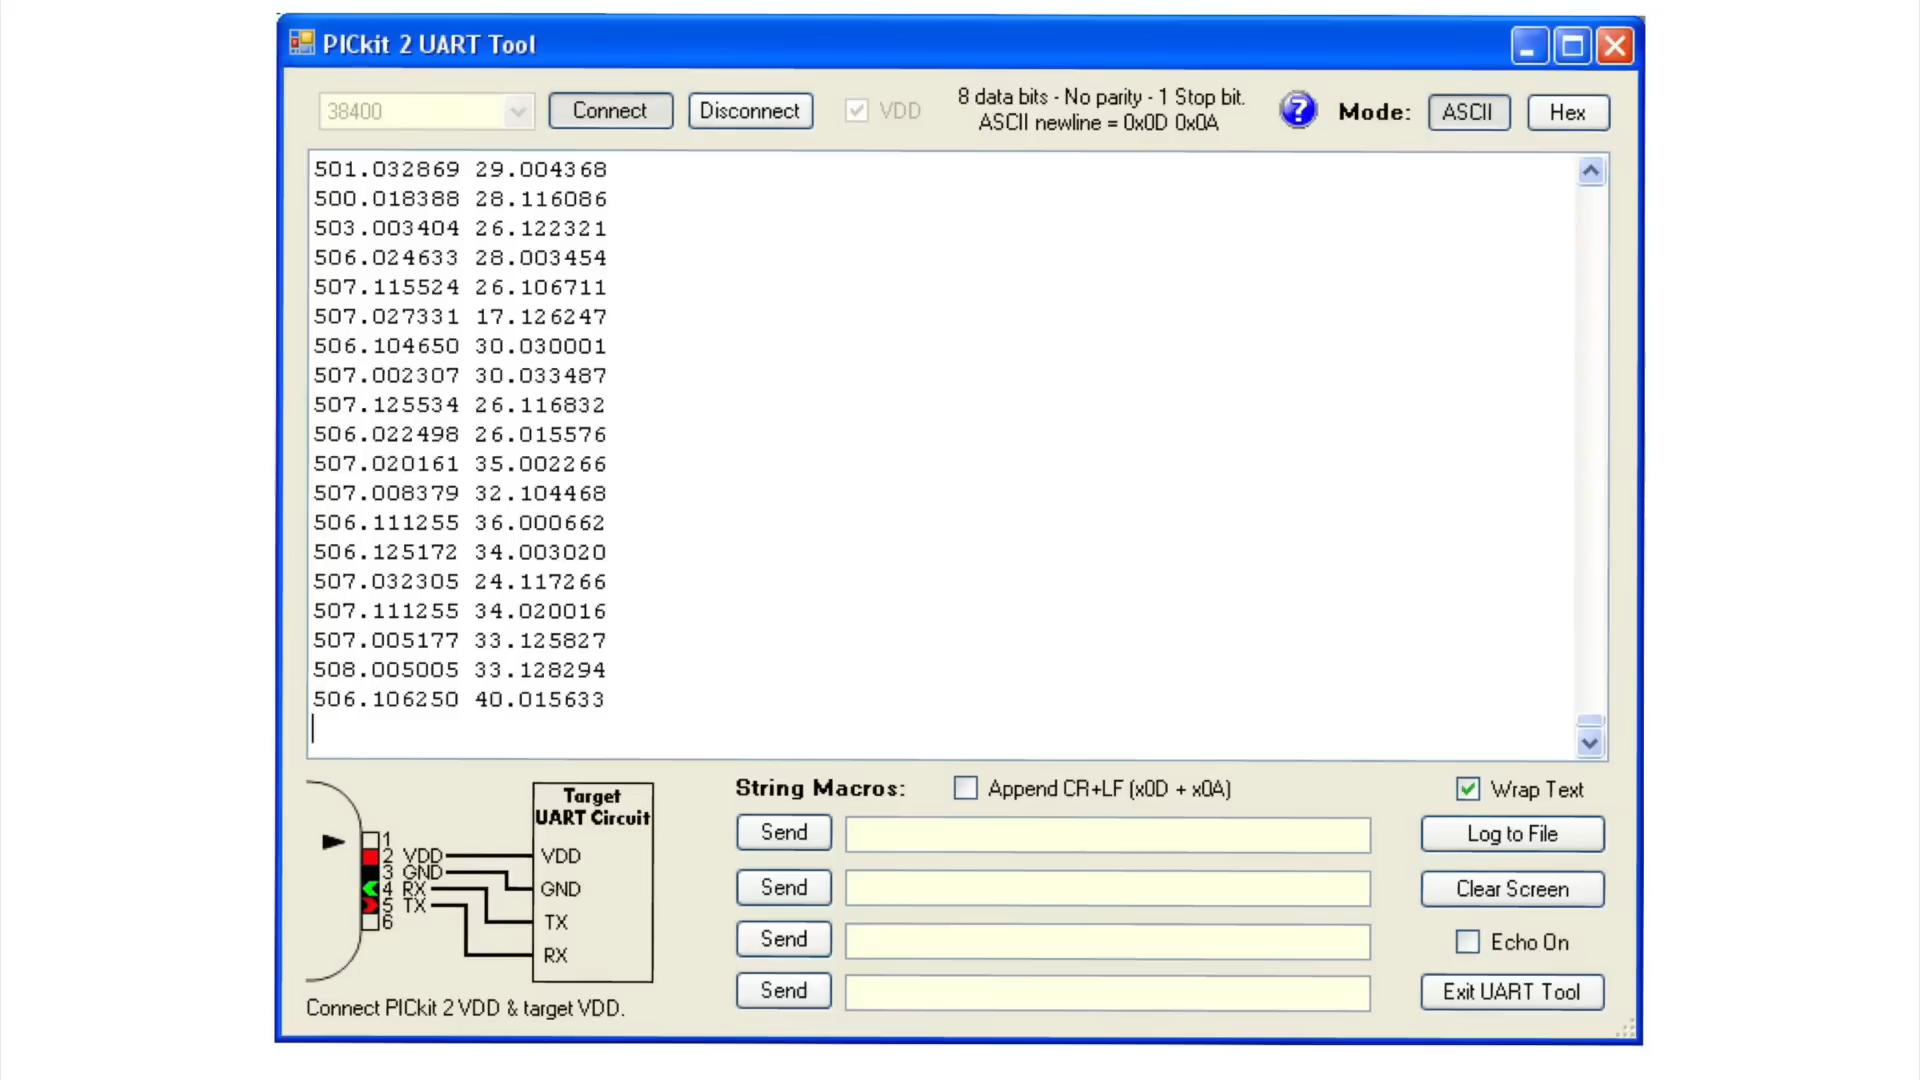 PICkit 2 UART Tool
38400 Connect Disconnect VDD 8 data bits - No parity - 1 Stop bit. ? Mode: ASCII Hex
ASCII newline = 0x0D 0x0A
501.032869 29.004368
500.018388 28.116086
503.003404 26.122321
506.024633 28.003454
507.115524 26.106711
507.027331 17.126247
506.104650 30.030001
507.002307 30.033487
507.125534 26.116832
506.022498 26.015576
507.020161 35.002266
507.008379 32.104468
506.111255 36.000662
506.125172 34.003020
507.032305 24.117266
507.111255 34.020016
507.005177 33.125827
508.005005 33.128294
506.106250 40.015633
Target
UART Circuit
1
2 VDD VDD
3 GND GND
4 RX TX
5 TX RX
6
Connect PICkit 2 VDD & target VDD.
String Macros: Append CR+LF (x0D + x0A) Wrap Text
Send Log to File
Send Clear Screen
Send Echo On
Send Exit UART Tool